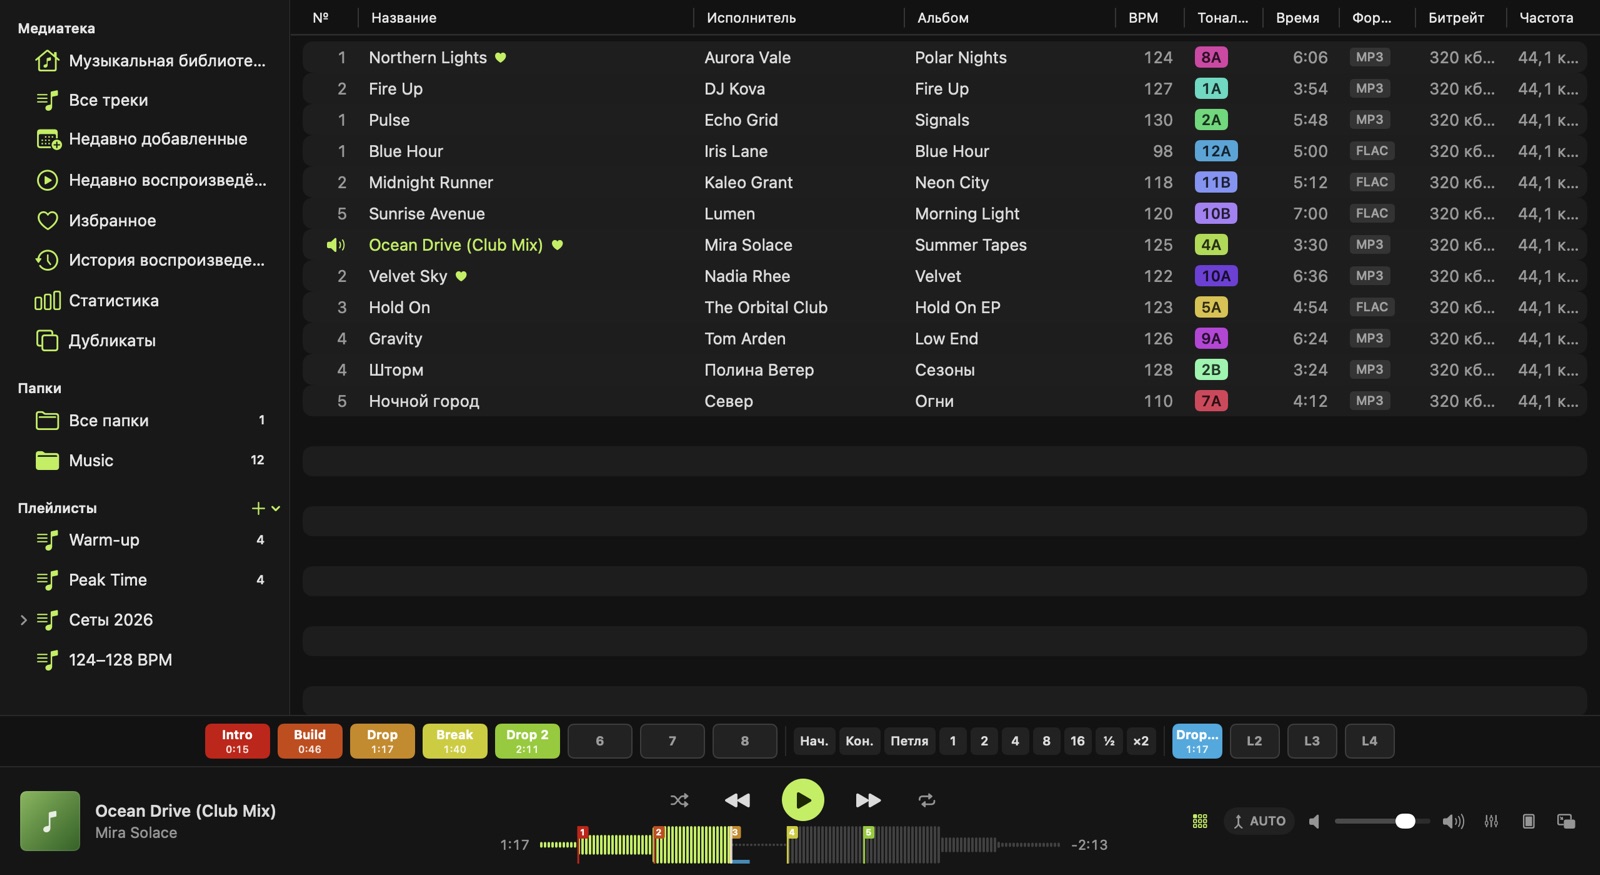 Медиатека
Музыкальная библиоте...
Все треки
Недавно добавленные
Недавно воспроизведё...
Избранное
История воспроизведе...
Статистика
Дубликаты
Папки
Все папки 1
Music 12
Плейлисты
Warm-up 4
Peak Time 4
Сеты 2026
124–128 BPM
№ Название Исполнитель Альбом BPM Тонал... Время Фор... Битрейт Частота
1 Northern Lights Aurora Vale Polar Nights 124 8A 6:06 MP3 320 кб... 44,1 к...
2 Fire Up DJ Kova Fire Up 127 1A 3:54 MP3 320 кб... 44,1 к...
1 Pulse Echo Grid Signals 130 2A 5:48 MP3 320 кб... 44,1 к...
1 Blue Hour Iris Lane Blue Hour 98 12A 5:00 FLAC 320 кб... 44,1 к...
2 Midnight Runner Kaleo Grant Neon City 118 11B 5:12 FLAC 320 кб... 44,1 к...
5 Sunrise Avenue Lumen Morning Light 120 10B 7:00 FLAC 320 кб... 44,1 к...
Ocean Drive (Club Mix) Mira Solace Summer Tapes 125 4A 3:30 MP3 320 кб... 44,1 к...
2 Velvet Sky Nadia Rhee Velvet 122 10A 6:36 MP3 320 кб... 44,1 к...
3 Hold On The Orbital Club Hold On EP 123 5A 4:54 FLAC 320 кб... 44,1 к...
4 Gravity Tom Arden Low End 126 9A 6:24 MP3 320 кб... 44,1 к...
4 Шторм Полина Ветер Сезоны 128 2B 3:24 MP3 320 кб... 44,1 к...
5 Ночной город Север Огни 110 7A 4:12 MP3 320 кб... 44,1 к...
Intro Build Drop Break Drop 2 6 7 8 Нач. Кон. Петля 1 2 4 8 16 ½ ×2 Drop... L2 L3 L4
0:15 0:46 1:17 1:40 2:11 1:17
Ocean Drive (Club Mix)
Mira Solace
1:17 1 2 3 4 5 -2:13
AUTO